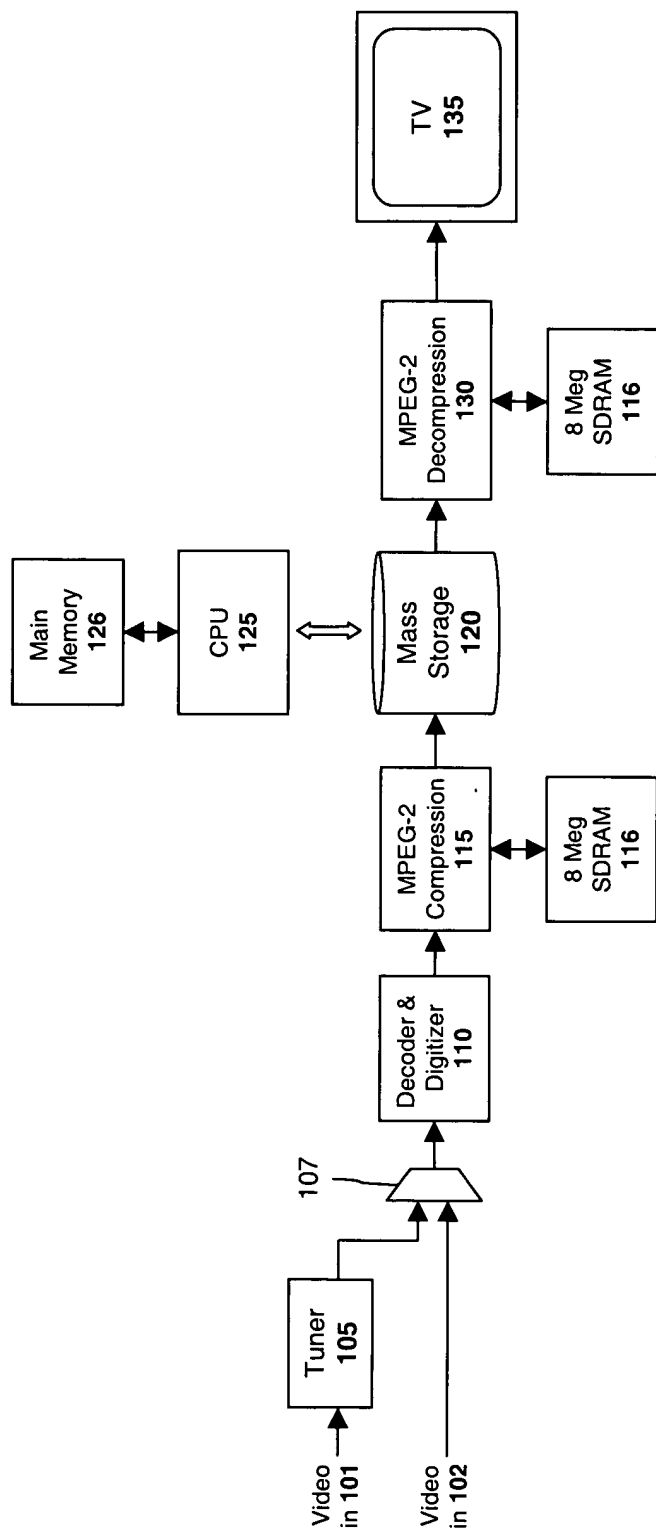 Video
in 101
Video
in 102
Tuner
105
107
Decoder &
Digitizer
110
MPEG-2
Compression
115
8 Meg
SDRAM
116
Main
Memory
126
CPU
125
Mass
Storage
120
MPEG-2
Decompression
130
8 Meg
SDRAM
116
TV
135